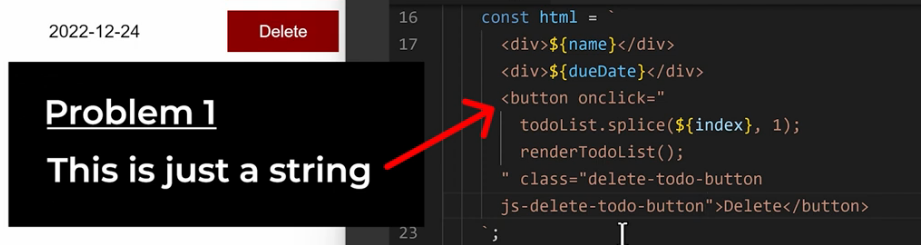 2022-12-24
Delete
Problem 1
This is just a string
16 const html = `
17 <div>${name}</div>
<div>${dueDate}</div>
<button onclick="
todoList.splice(${index}, 1);
renderTodoList();
" class="delete-todo-button
js-delete-todo-button">Delete</button>
23 `;